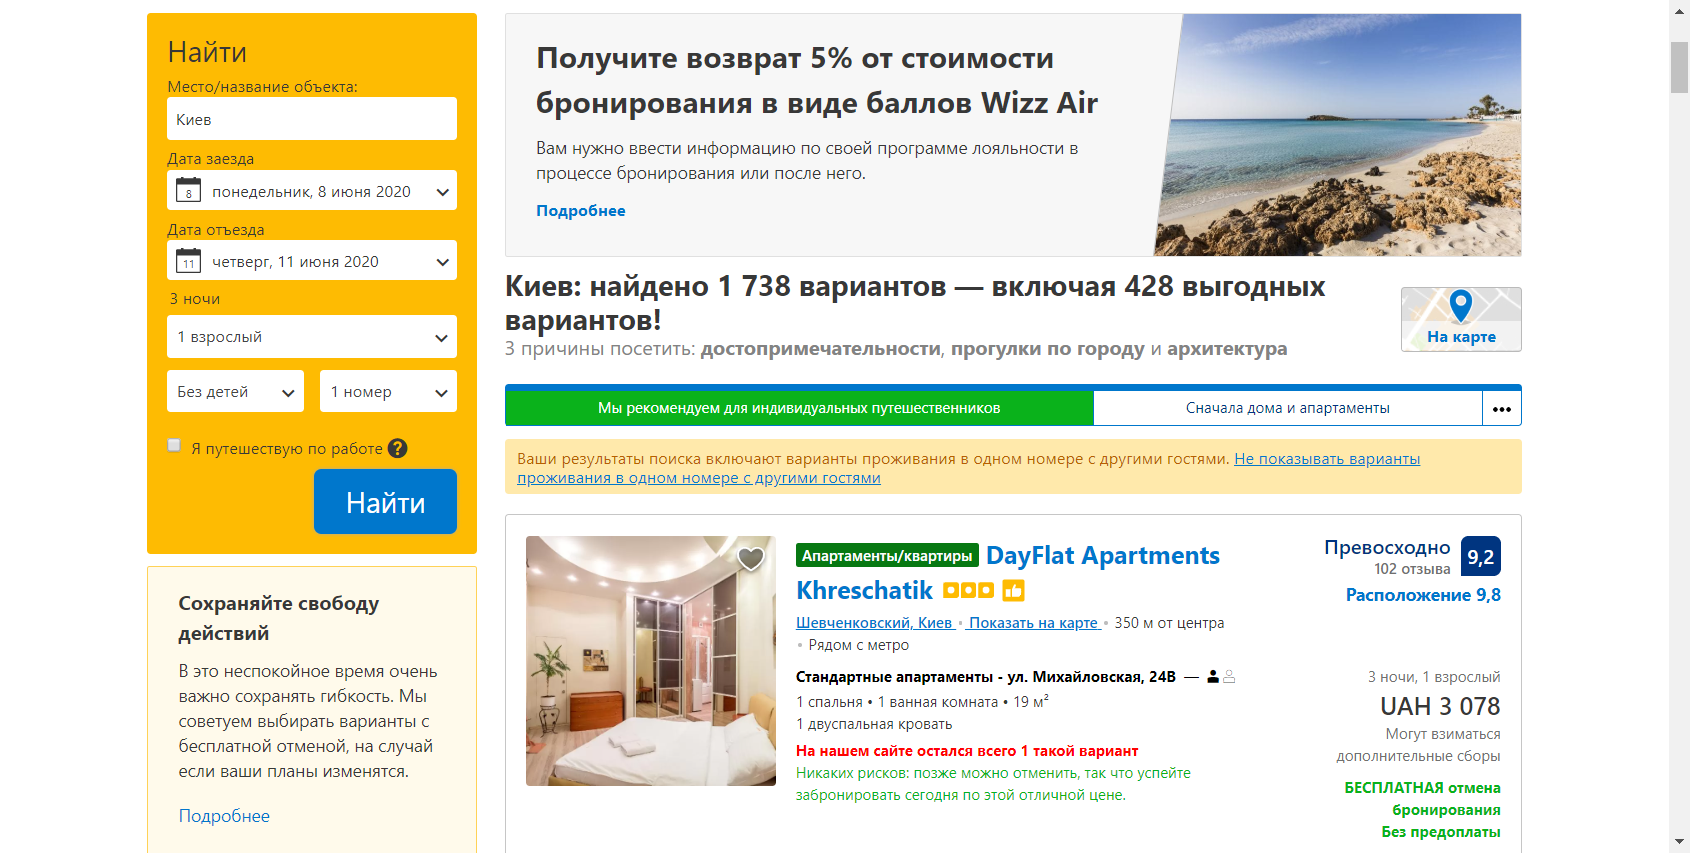 Найти
Место/название объекта:
Киев
Дата заезда
8
понедельник, 8 июня 2020
Дата отъезда
11
четверг, 11 июня 2020
3 ночи
1 взрослый
Без детей
1 номер
Я путешествую по работе ?
Найти
Сохраняйте свободу
действий
В это неспокойное время очень
важно сохранять гибкость. Мы
советуем выбирать варианты с
бесплатной отменой, на случай
если ваши планы изменятся.
Подробнее
Получите возврат 5% от стоимости
бронирования в виде баллов Wizz Air
Вам нужно ввести информацию по своей программе лояльности в
процессе бронирования или после него.
Подробнее
Киев: найдено 1 738 вариантов — включая 428 выгодных
вариантов!
3 причины посетить: достопримечательности, прогулки по городу и архитектура
На карте
Мы рекомендуем для индивидуальных путешественников
Сначала дома и апартаменты
•••
Ваши результаты поиска включают варианты проживания в одном номере с другими гостями. Не показывать варианты
проживания в одном номере с другими гостями
Апартаменты/квартиры DayFlat Apartments
Khreschatik
Шевченковский, Киев • Показать на карте • 350 м от центра
• Рядом с метро
Стандартные апартаменты - ул. Михайловская, 24B —
1 спальня • 1 ванная комната • 19 м²
1 двуспальная кровать
На нашем сайте остался всего 1 такой вариант
Никаких рисков: позже можно отменить, так что успейте
забронировать сегодня по этой отличной цене.
Превосходно
102 отзыва
9,2
Расположение 9,8
3 ночи, 1 взрослый
UAH 3 078
Могут взиматься
дополнительные сборы
БЕСПЛАТНАЯ отмена
бронирования
Без предоплаты